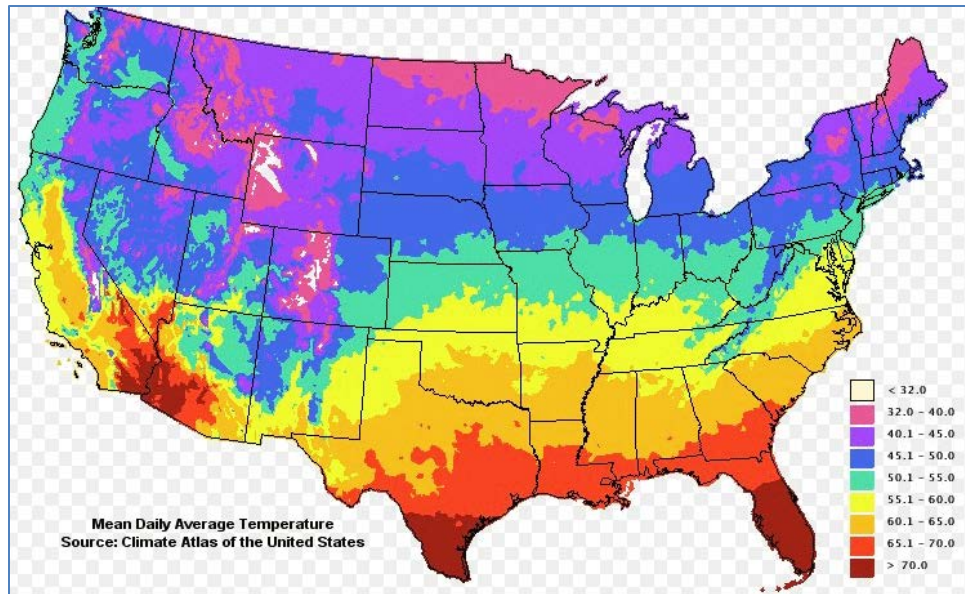 Mean Daily Average Temperature
Source: Climate Atlas of the United States
< 32.0
32.0 - 40.0
40.1 - 45.0
45.1 - 50.0
50.1 - 55.0
55.1 - 60.0
60.1 - 65.0
65.1 - 70.0
> 70.0